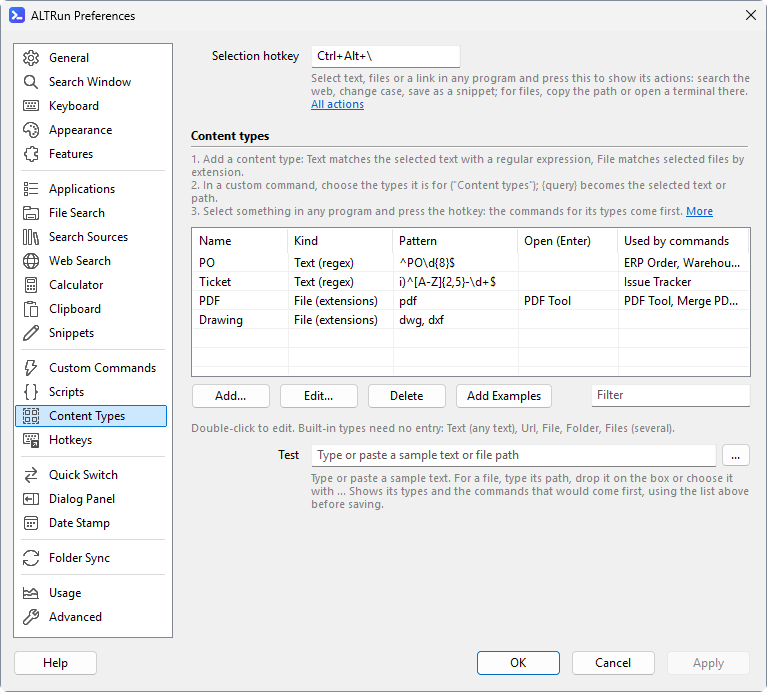 ALTRun Preferences
General
Search Window
Keyboard
Appearance
Features
Applications
File Search
Search Sources
Web Search
Calculator
Clipboard
Snippets
Custom Commands
Scripts
Content Types
Hotkeys
Quick Switch
Dialog Panel
Date Stamp
Folder Sync
Usage
Advanced
Selection hotkey Ctrl+Alt+\
Select text, files or a link in any program and press this to show its actions: search the
web, change case, save as a snippet; for files, copy the path or open a terminal there.
All actions
Content types
1. Add a content type: Text matches the selected text with a regular expression, File matches selected files by
extension.
2. In a custom command, choose the types it is for ("Content types"); {query} becomes the selected text or
path.
3. Select something in any program and press the hotkey: the commands for its types come first. More
Name Kind Pattern Open (Enter) Used by commands
PO Text (regex) ^PO\d{8}$ ERP Order, Warehou...
Ticket Text (regex) i)^[A-Z]{2,5}-\d+$ Issue Tracker
PDF File (extensions) pdf PDF Tool PDF Tool, Merge PD...
Drawing File (extensions) dwg, dxf
Add... Edit... Delete Add Examples Filter
Double-click to edit. Built-in types need no entry: Text (any text), Url, File, Folder, Files (several).
Test Type or paste a sample text or file path ...
Type or paste a sample text. For a file, type its path, drop it on the box or choose it
with ... Shows its types and the commands that would come first, using the list above
before saving.
Help OK Cancel Apply